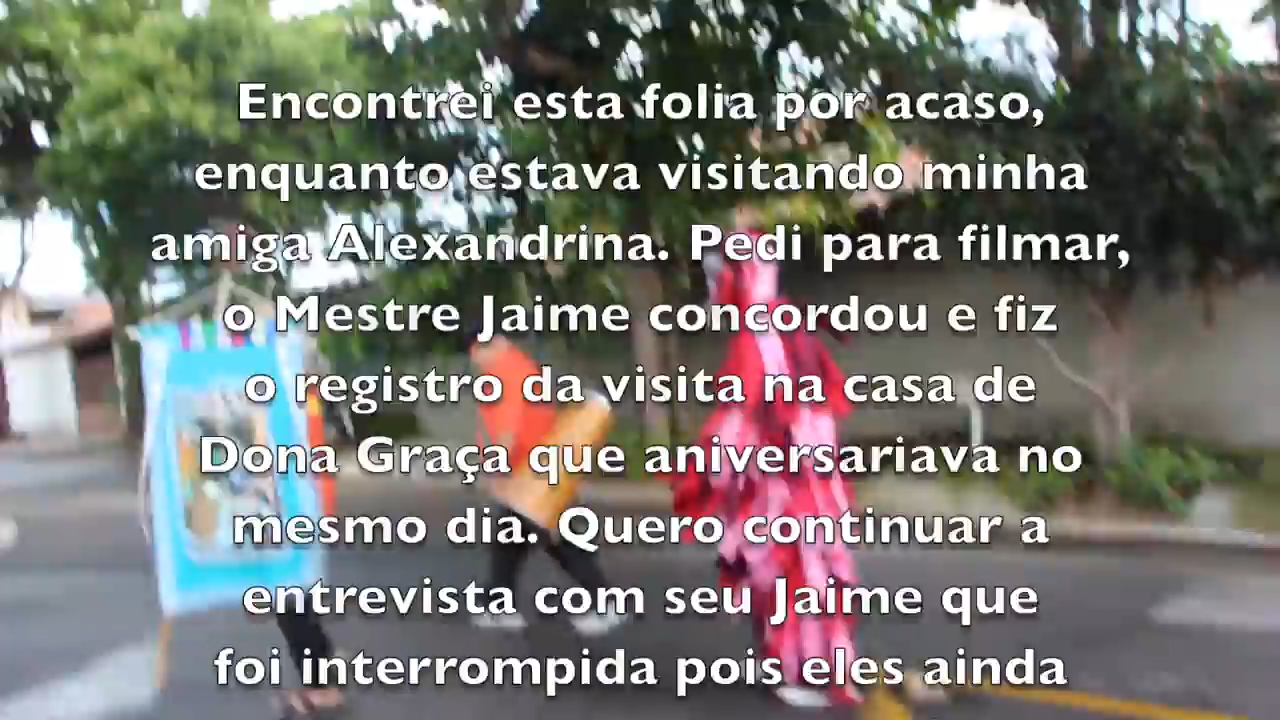 Encontrei esta folia por acaso,
enquanto estava visitando minha
amiga Alexandrina. Pedi para filmar,
o Mestre Jaime concordou e fiz
o registro da visita na casa de
Dona Graça que aniversariava no
mesmo dia. Quero continuar a
entrevista com seu Jaime que
foi interrompida pois eles ainda